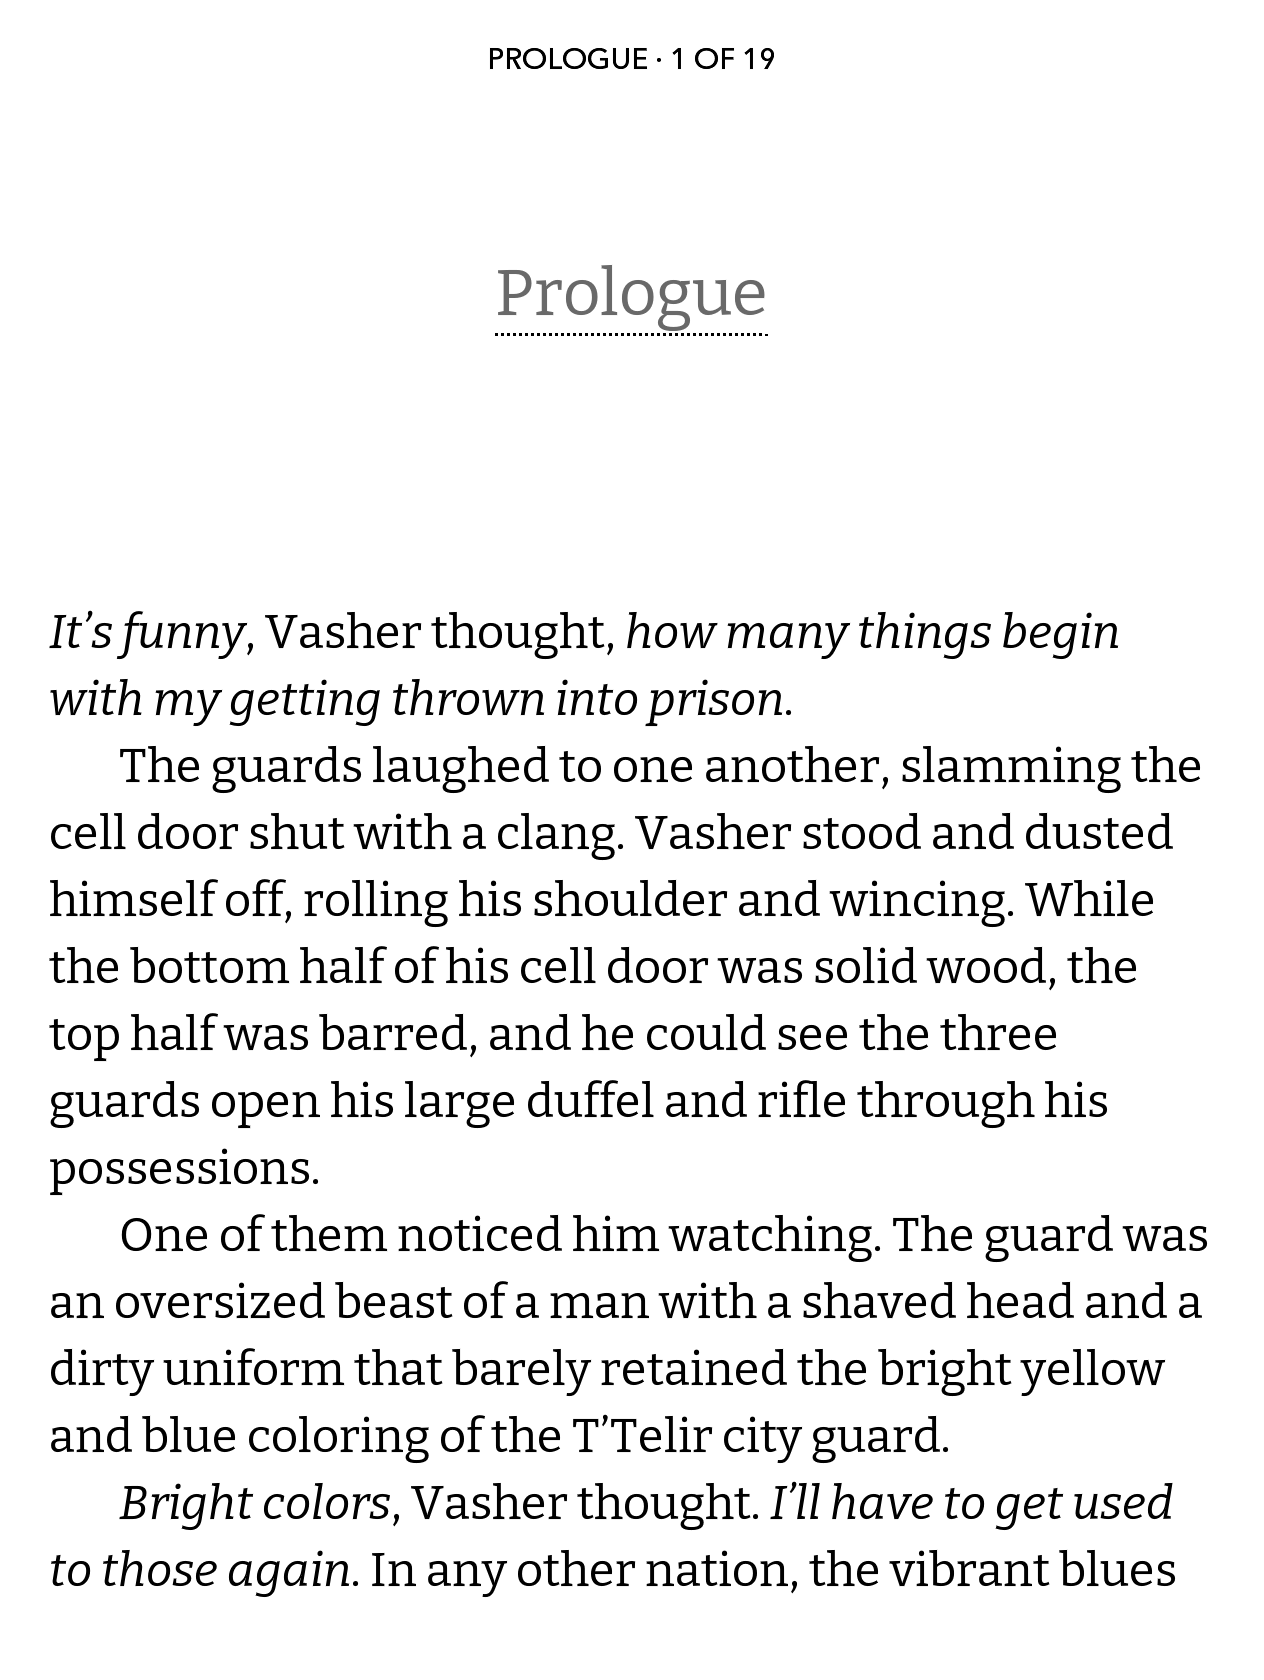 PROLOGUE · 1 OF 19
Prologue
It’s funny, Vasher thought, how many things begin
with my getting thrown into prison.
The guards laughed to one another, slamming the
cell door shut with a clang. Vasher stood and dusted
himself off, rolling his shoulder and wincing. While
the bottom half of his cell door was solid wood, the
top half was barred, and he could see the three
guards open his large duffel and rifle through his
possessions.
One of them noticed him watching. The guard was
an oversized beast of a man with a shaved head and a
dirty uniform that barely retained the bright yellow
and blue coloring of the T’Telir city guard.
Bright colors, Vasher thought. I’ll have to get used
to those again. In any other nation, the vibrant blues